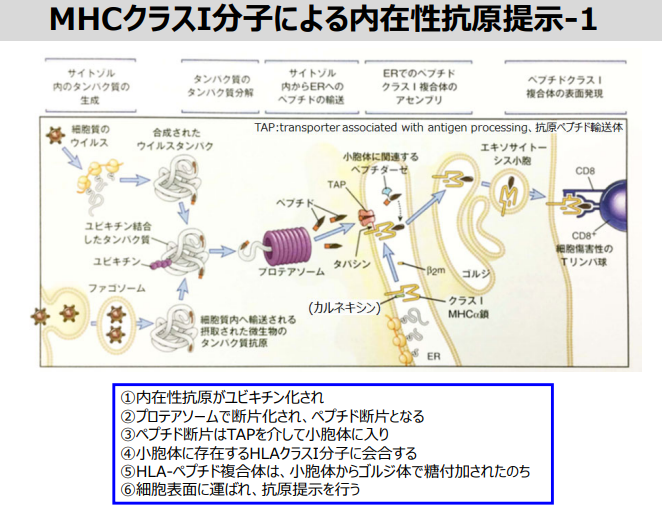 MHCクラスI分子による内在性抗原提示-1
サイトゾル
内のタンパク質の
生成
タンパク質の
タンパク質分解
サイトゾル
内からERへの
ペプチドの輸送
ERでのペプチド
クラスI複合体の
アセンブリ
ペプチドクラスI
複合体の表面発現
TAP:transporter associated with antigen processing、抗原ペプチド輸送体
細胞質の
ウイルス
合成された
ウイルスタンパク
小胞体に関連する
ペプチダーゼ
エキソサイトー
シス小胞
TAP
CD8
ペプチド
ユビキチン結合
したタンパク質
ユビキチン
プロテアソーム
タパシン
β2m
ゴルジ
CD8+
細胞傷害性の
Tリンパ球
ファゴソーム
(カルネキシン)
クラスI
MHCα鎖
細胞質内へ輸送される
摂取された微生物の
タンパク質抗原
ER
①内在性抗原がユビキチン化され
②プロテアソームで断片化され、ペプチド断片となる
③ペプチド断片はTAPを介して小胞体に入り
④小胞体に存在するHLAクラスI分子に会合する
⑤HLA-ペプチド複合体は、小胞体からゴルジ体で糖付加されたのち
⑥細胞表面に運ばれ、抗原提示を行う